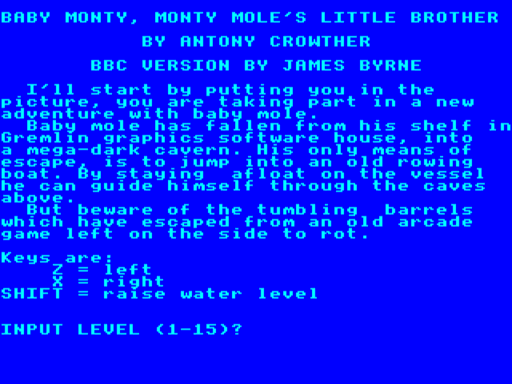 BABY MONTY, MONTY MOLE'S LITTLE BROTHER
BY ANTONY CROWTHER
BBC VERSION BY JAMES BYRNE
I'll start by putting you in the
picture, you are taking part in a new
adventure with baby mole.
Baby mole has fallen from his shelf in
Gremlin graphics software house, into
a mega-dark cavern. His only means of
escape, is to jump into an old rowing
boat. By staying  afloat on the vessel
he can guide himself through the caves
above.
But beware of the tumbling  barrels
which have escaped from an old arcade
game left on the side to rot.
Keys are:
Z = left
X = right
SHIFT = raise water level
INPUT LEVEL (1-15)?